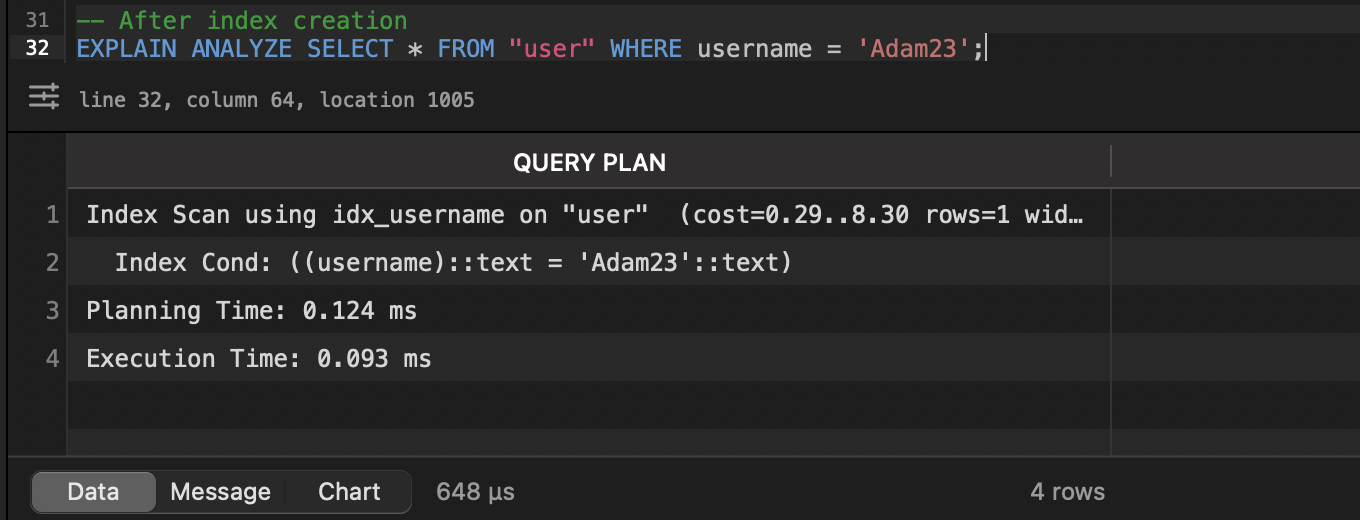 31 -- After index creation
32 EXPLAIN ANALYZE SELECT * FROM "user" WHERE username = 'Adam23';
line 32, column 64, location 1005
QUERY PLAN
1 Index Scan using idx_username on "user"  (cost=0.29..8.30 rows=1 wid…
2   Index Cond: ((username)::text = 'Adam23'::text)
3 Planning Time: 0.124 ms
4 Execution Time: 0.093 ms
Data Message Chart 648 µs 4 rows